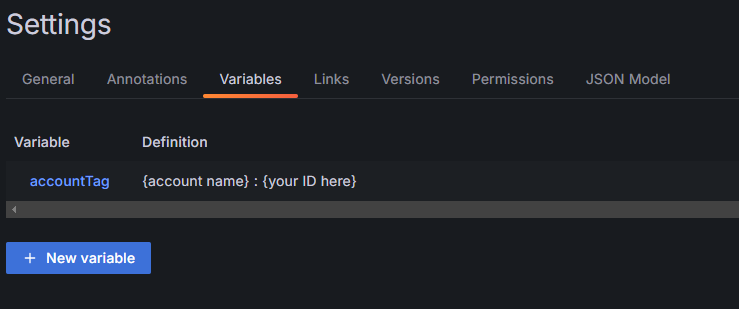 Settings
General Annotations Variables Links Versions Permissions JSON Model
Variable Definition
accountTag {account name} : {your ID here}
+ New variable